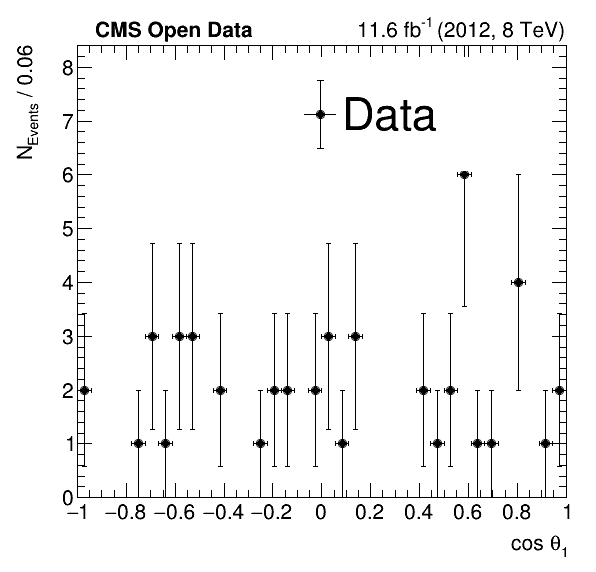 CMS Open Data 11.6 fb⁻¹ (2012, 8 TeV)
N_Events / 0.06
8
7
6
5
4
3
2
1
0
Data
−1 −0.8 −0.6 −0.4 −0.2 0 0.2 0.4 0.6 0.8 1
cos θ₁